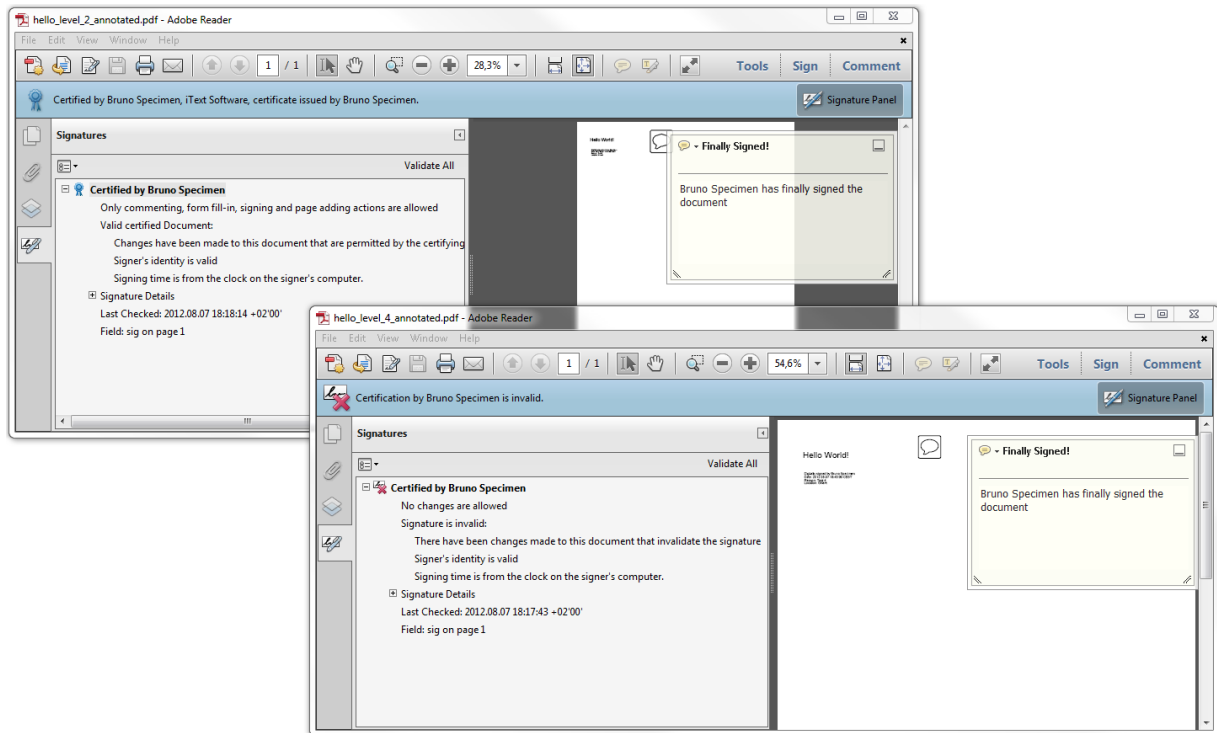 hello_level_2_annotated.pdf - Adobe Reader
File Edit View Window Help
1 / 1 28,3% Tools Sign Comment
Certified by Bruno Specimen, iText Software, certificate issued by Bruno Specimen. Signature Panel
Signatures
Validate All
Certified by Bruno Specimen
Only commenting, form fill-in, signing and page adding actions are allowed
Valid certified Document:
Changes have been made to this document that are permitted by the certifying
Signer's identity is valid
Signing time is from the clock on the signer's computer.
Signature Details
Last Checked: 2012.08.07 18:18:14 +02'00'
Field: sig on page 1
Hello World!
Finally Signed!
Bruno Specimen has finally signed the
document
hello_level_4_annotated.pdf - Adobe Reader
File Edit View Window Help
1 / 1 54,6% Tools Sign Comment
Certification by Bruno Specimen is invalid. Signature Panel
Signatures
Validate All
Certified by Bruno Specimen
No changes are allowed
Signature is invalid:
There have been changes made to this document that invalidate the signature
Signer's identity is valid
Signing time is from the clock on the signer's computer.
Signature Details
Last Checked: 2012.08.07 18:17:43 +02'00'
Field: sig on page 1
Hello World!
Finally Signed!
Bruno Specimen has finally signed the
document